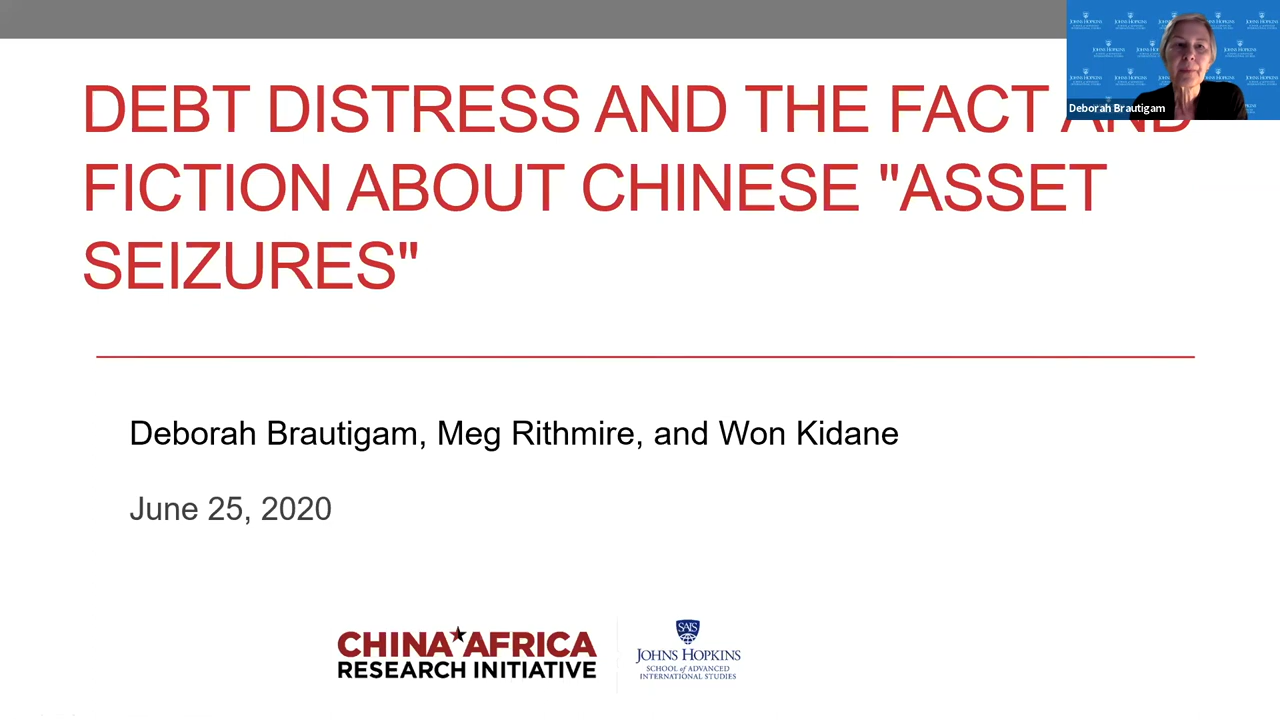 DEBT DISTRESS AND THE FACT AND
FICTION ABOUT CHINESE "ASSET
SEIZURES"
Deborah Brautigam
Deborah Brautigam, Meg Rithmire, and Won Kidane
June 25, 2020
CHINA AFRICA
RESEARCH INITIATIVE
SAIS
JOHNS HOPKINS
SCHOOL of ADVANCED
INTERNATIONAL STUDIES